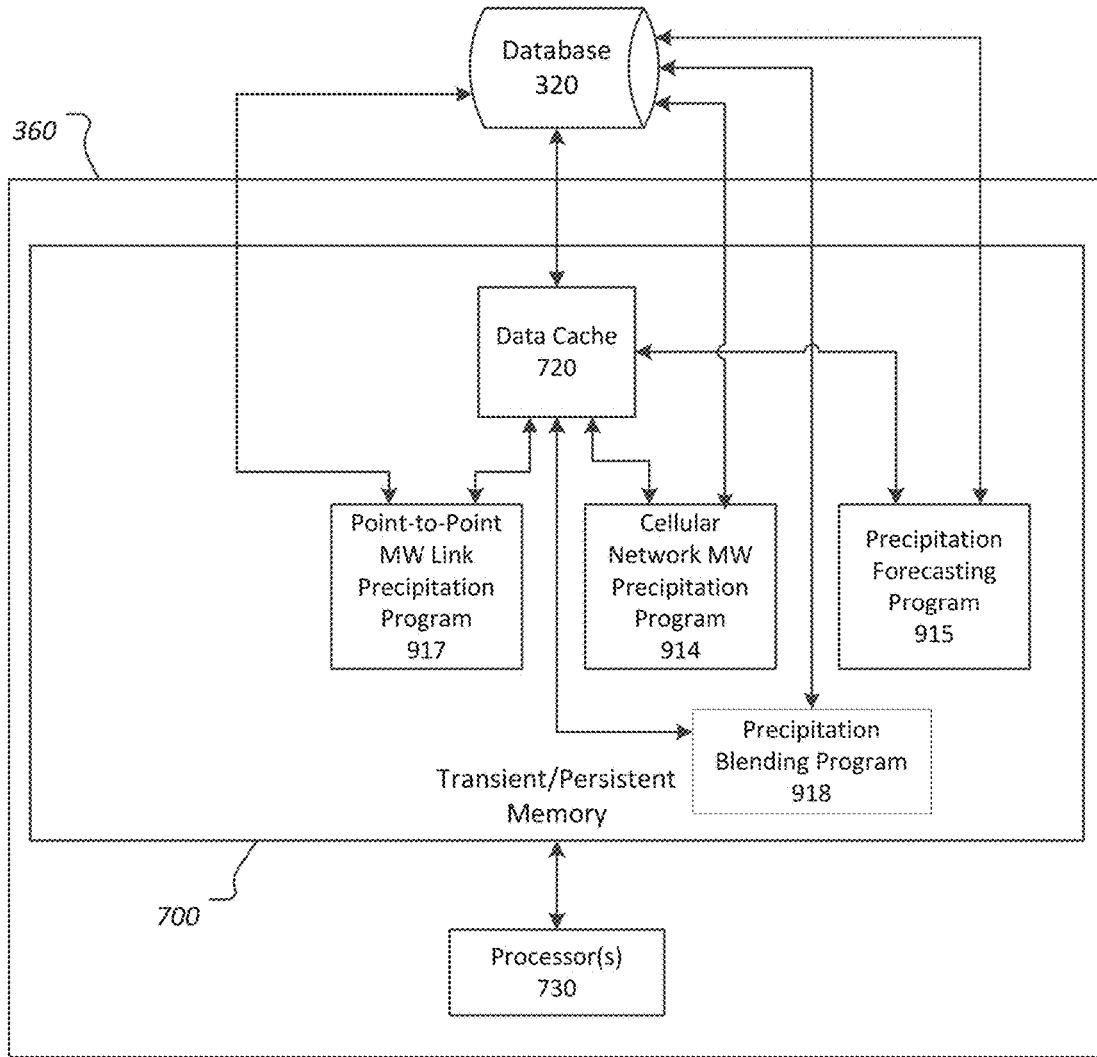 Database
320
360
Data Cache
720
Point-to-Point
MW Link
Precipitation
Program
917
Cellular
Network MW
Precipitation
Program
914
Precipitation
Forecasting
Program
915
Precipitation
Blending Program
918
Transient/Persistent
Memory
700
Processor(s)
730